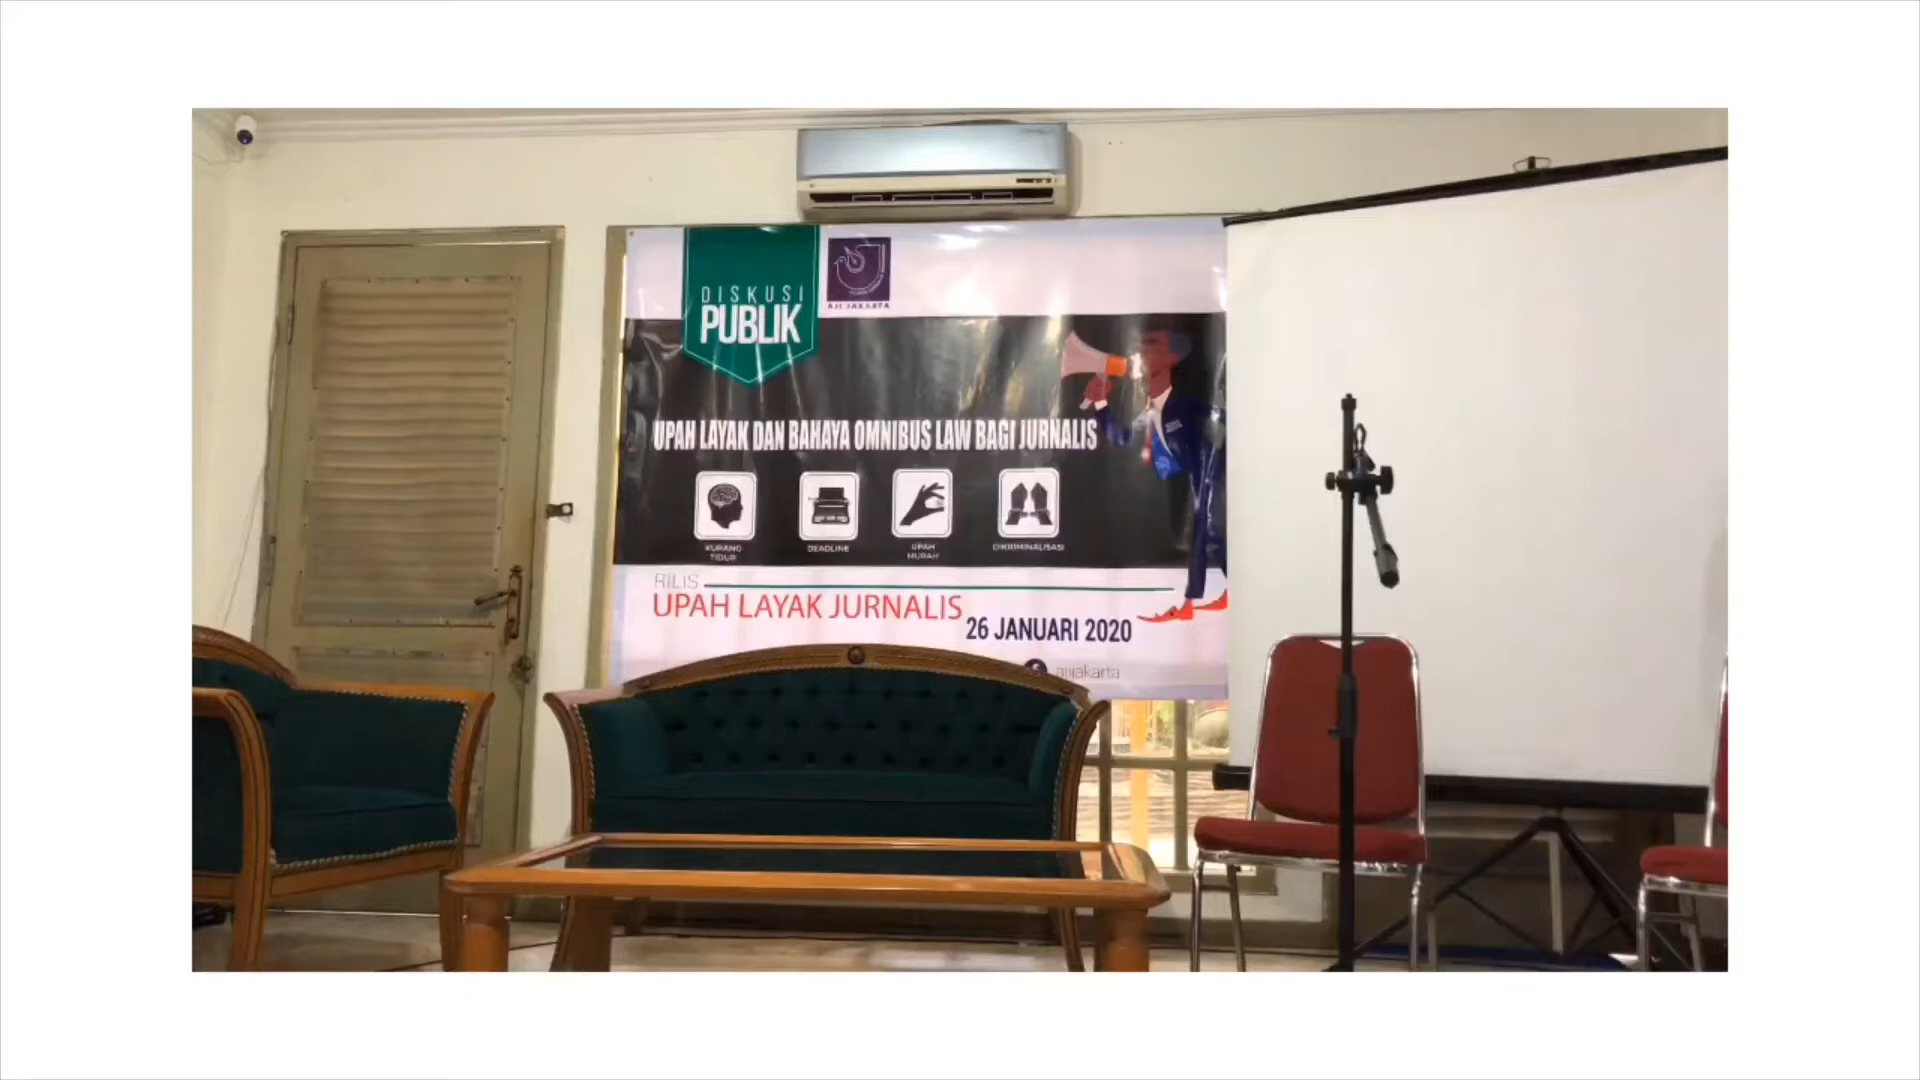 DISKUSI
PUBLIK
AJI JAKARTA
UPAH LAYAK DAN BAHAYA OMNIBUS LAW BAGI JURNALIS
KURANG
TIDUR
DEADLINE
UPAH
MURAH
DIKRIMINALISASI
RILIS
UPAH LAYAK JURNALIS
26 JANUARI 2020
ajijakarta